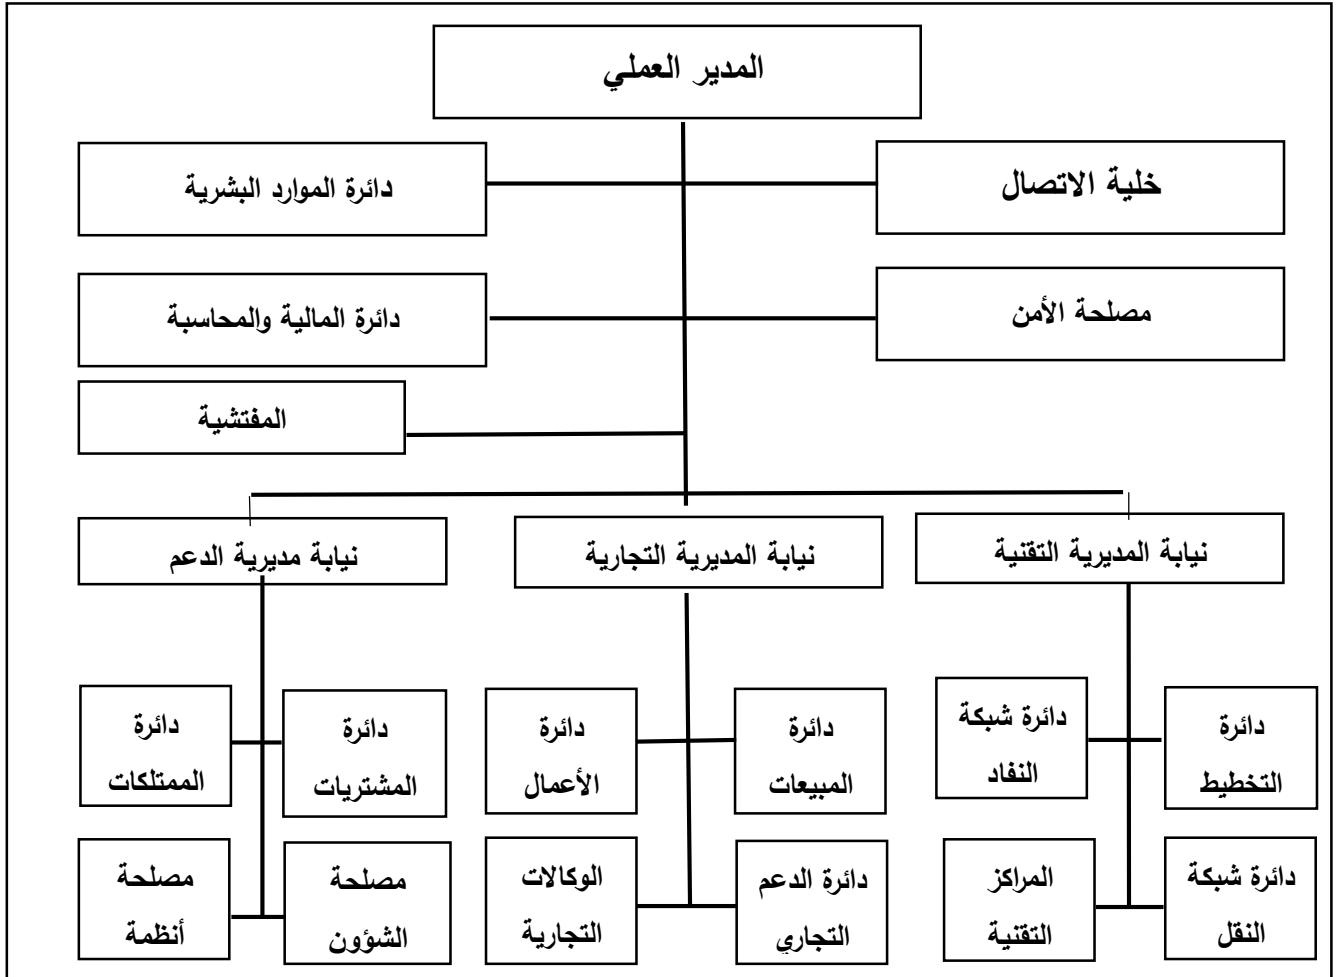 المدير العملي
خلية الاتصال
دائرة الموارد البشرية
مصلحة الأمن
دائرة المالية والمحاسبة
المفتشية
نيابة المديرية التقنية
نيابة المديرية التجارية
نيابة مديرية الدعم
دائرة
التخطيط
دائرة شبكة
النفاد
دائرة
المبيعات
دائرة
الأعمال
دائرة
المشتريات
دائرة
الممتلكات
دائرة شبكة
النقل
المراكز
التقنية
دائرة الدعم
التجاري
الوكالات
التجارية
مصلحة
الشؤون
مصلحة
أنظمة